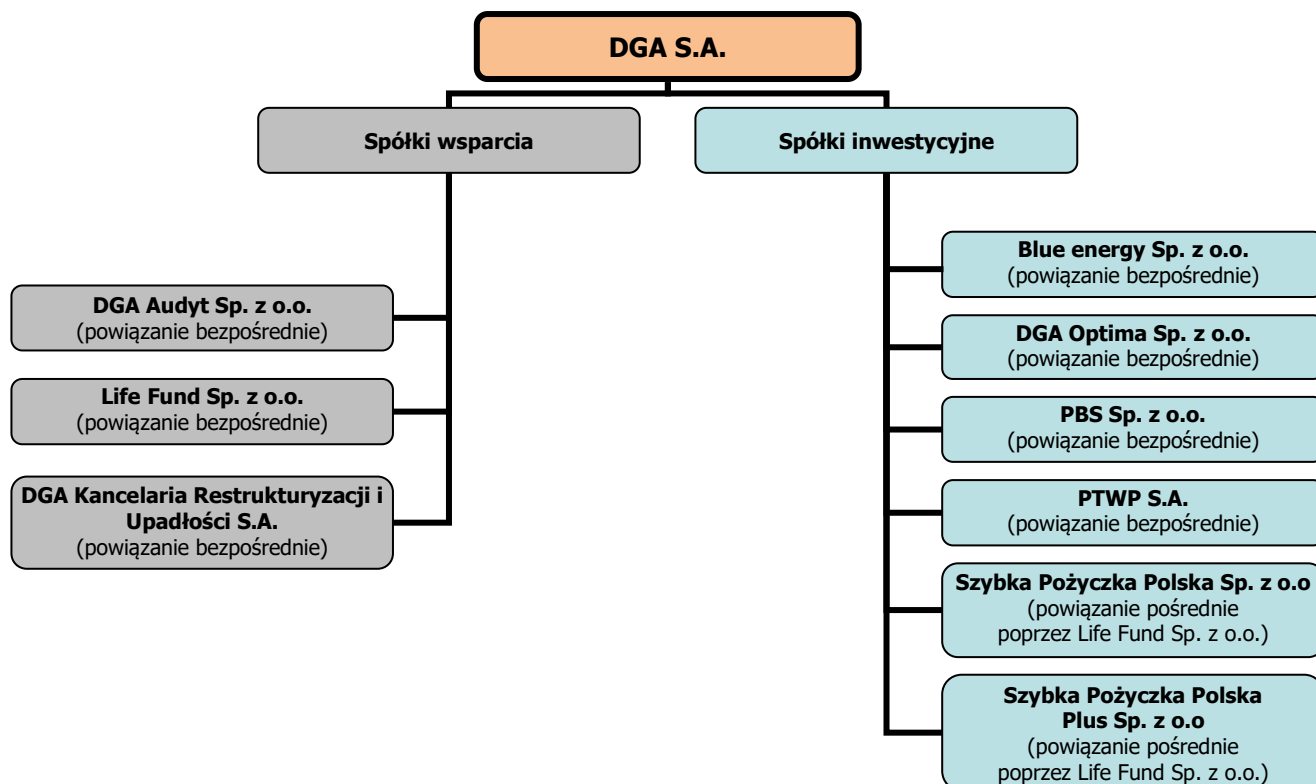 DGA S.A.
Spółki wsparcia
Spółki inwestycyjne
DGA Audyt Sp. z o.o.
(powiązanie bezpośrednie)
Life Fund Sp. z o.o.
(powiązanie bezpośrednie)
DGA Kancelaria Restrukturyzacji i
Upadłości S.A.
(powiązanie bezpośrednie)
Blue energy Sp. z o.o.
(powiązanie bezpośrednie)
DGA Optima Sp. z o.o.
(powiązanie bezpośrednie)
PBS Sp. z o.o.
(powiązanie bezpośrednie)
PTWP S.A.
(powiązanie bezpośrednie)
Szybka Pożyczka Polska Sp. z o.o
(powiązanie pośrednie
poprzez Life Fund Sp. z o.o.)
Szybka Pożyczka Polska
Plus Sp. z o.o
(powiązanie pośrednie
poprzez Life Fund Sp. z o.o.)